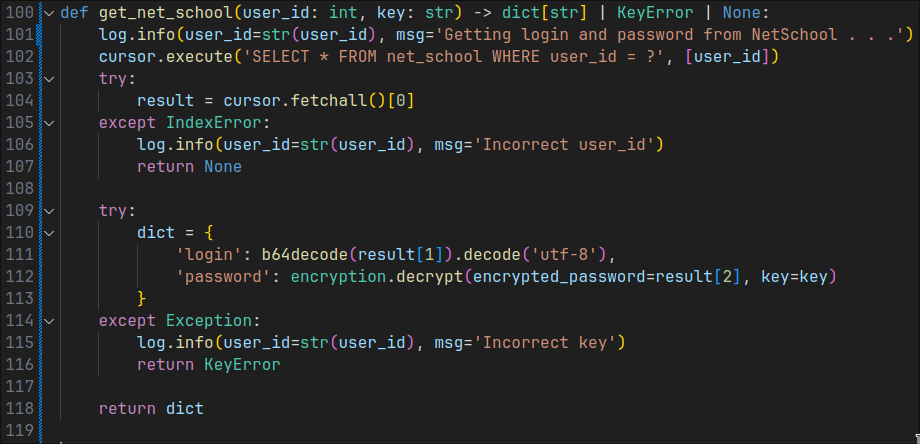 100 def get_net_school(user_id: int, key: str) -> dict[str] | KeyError | None:
101     log.info(user_id=str(user_id), msg='Getting login and password from NetSchool . . .')
102     cursor.execute('SELECT * FROM net_school WHERE user_id = ?', [user_id])
103     try:
104         result = cursor.fetchall()[0]
105     except IndexError:
106         log.info(user_id=str(user_id), msg='Incorrect user_id')
107         return None
108
109     try:
110         dict = {
111             'login': b64decode(result[1]).decode('utf-8'),
112             'password': encryption.decrypt(encrypted_password=result[2], key=key)
113         }
114     except Exception:
115         log.info(user_id=str(user_id), msg='Incorrect key')
116         return KeyError
117
118     return dict
119